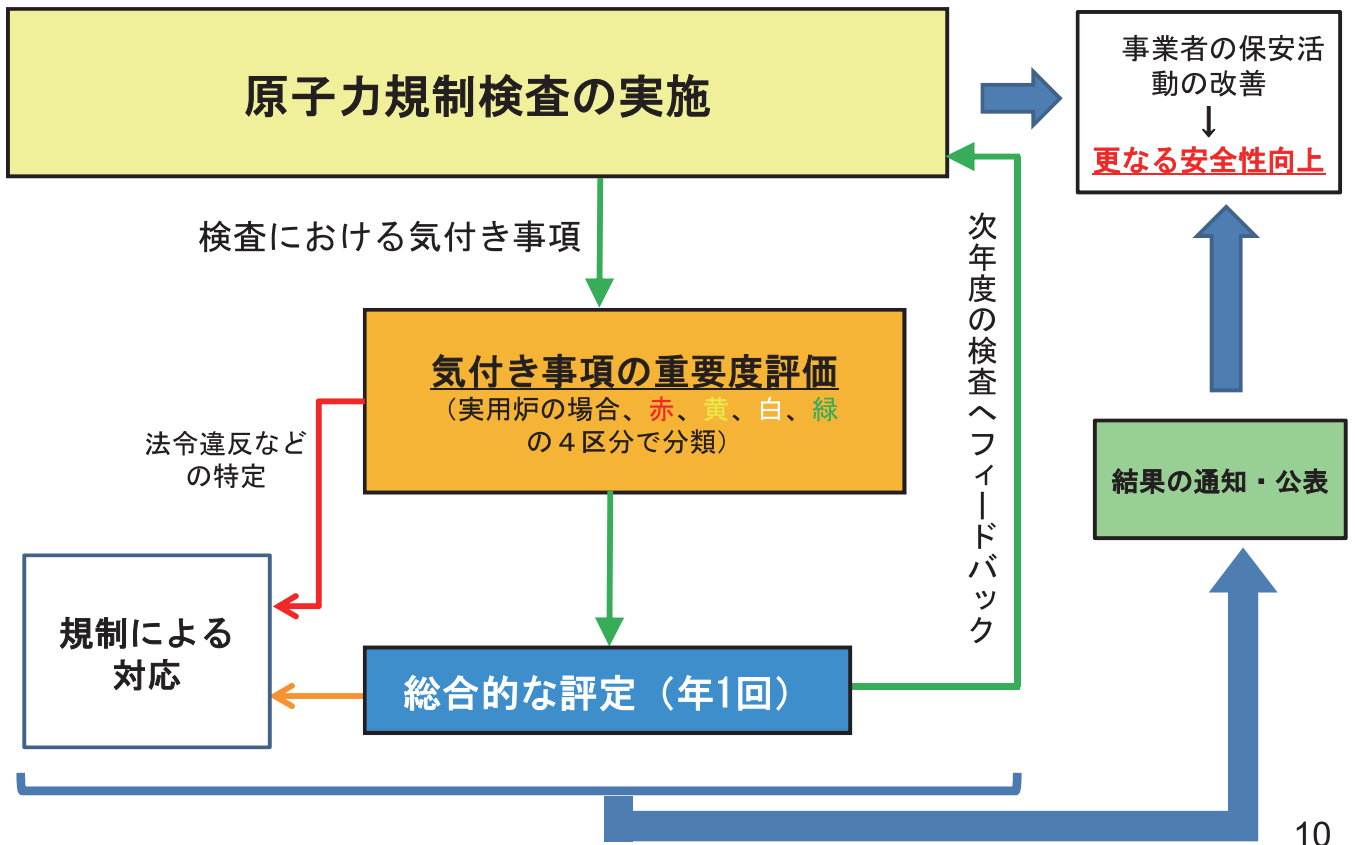 原子力規制検査の実施
事業者の保安活
動の改善
↓
更なる安全性向上
検査における気付き事項
次年度の検査へフィードバック
気付き事項の重要度評価
（実用炉の場合、赤、黄、白、緑
の４区分で分類）
法令違反など
の特定
結果の通知・公表
規制による
対応
総合的な評定（年1回）
10